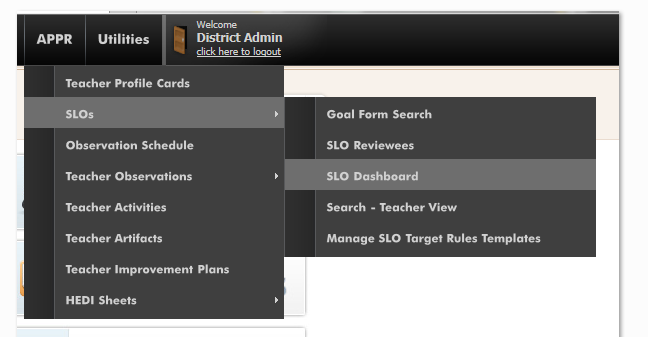 APPR
Utilities
Welcome
District Admin
click here to logout
Teacher Profile Cards
SLOs
Observation Schedule
Teacher Observations
Teacher Activities
Teacher Artifacts
Teacher Improvement Plans
HEDI Sheets
Goal Form Search
SLO Reviewees
SLO Dashboard
Search - Teacher View
Manage SLO Target Rules Templates